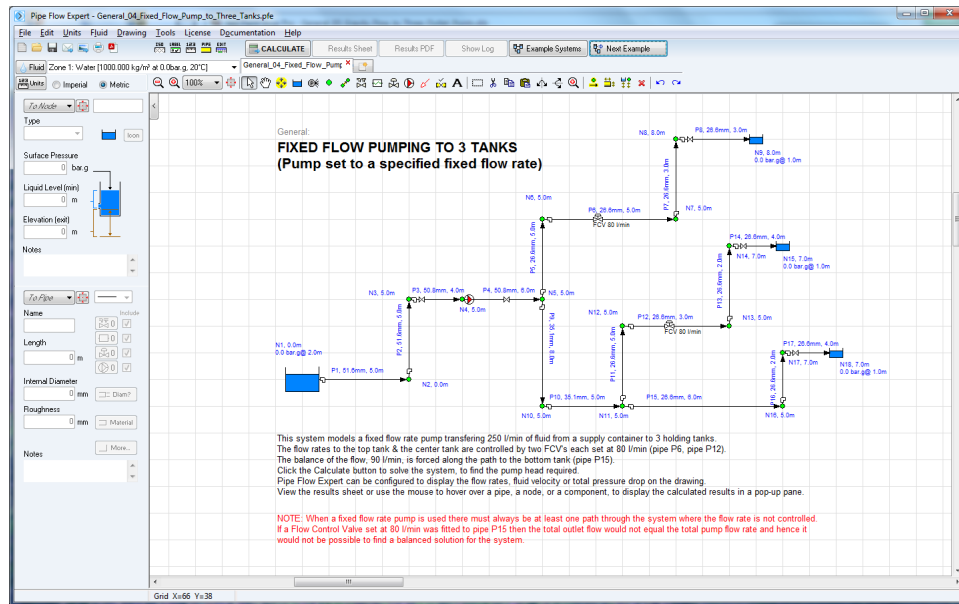 Pipe Flow Expert - General_04_Fixed_Flow_Pump_to_Three_Tanks.pfe
File Edit Units Fluid Drawing Tools License Documentation Help
CALCULATE Results Sheet Results PDF Show Log Example Systems Next Example
Fluid Zone 1: Water [1000.000 kg/m³ at 0.0bar.g, 20°C] General_04_Fixed_Flow_Pump
Units Imperial Metric 100%
To Node
Type
Icon
Surface Pressure
0 bar.g
Liquid Level (min)
0 m
Elevation (exit)
0 m
Notes
To Pipe
Name Include
0
Length 0
0 m 0
0
Internal Diameter
0 mm Diam?
Roughness
0 mm Material
More...
Notes
General:
FIXED FLOW PUMPING TO 3 TANKS
(Pump set to a specified fixed flow rate)
N8, 8.0m P8, 26.6mm, 3.0m
N9, 8.0m
0.0 bar.g@ 1.0m
P7, 26.6mm, 3.0m
N6, 5.0m
P6, 26.6mm, 5.0m N7, 5.0m
FCV 80 l/min
P5, 26.6mm, 5.0m
P14, 26.6mm, 4.0m
N14, 7.0m N15, 7.0m
0.0 bar.g@ 1.0m
P13, 26.6mm, 2.0m
N3, 5.0m P3, 50.8mm, 4.0m P4, 50.8mm, 6.0m N5, 5.0m
N4, 5.0m
N12, 5.0m P12, 26.6mm, 3.0m N13, 5.0m
FCV 80 l/min
P2, 51.6mm, 5.0m
P9, 35.1mm, 8.0m
N1, 0.0m
0.0 bar.g@ 2.0m
P17, 26.6mm, 4.0m
N17, 7.0m N18, 7.0m
0.0 bar.g@ 1.0m
P1, 51.6mm, 5.0m
N2, 0.0m
P11, 26.6mm, 5.0m
P16, 26.6mm, 2.0m
P10, 35.1mm, 5.0m P15, 26.6mm, 6.0m
N10, 5.0m N11, 5.0m N16, 5.0m
This system models a fixed flow rate pump transfering 250 l/min of fluid from a supply container to 3 holding tanks.
The flow rates to the top tank & the center tank are controlled by two FCV's each set at 80 l/min (pipe P6, pipe P12).
The balance of the flow, 90 l/min, is forced along the path to the bottom tank (pipe P15).
Click the Calculate button to solve the system, to find the pump head required.
Pipe Flow Expert can be configured to display the flow rates, fluid velocity or total pressure drop on the drawing.
View the results sheet or use the mouse to hover over a pipe, a node, or a component, to display the calculated results in a pop-up pane.
NOTE: When a fixed flow rate pump is used there must always be at least one path through the system where the flow rate is not controlled.
If a Flow Control Valve set at 80 l/min was fitted to pipe P15 then the total outlet flow would not equal the total pump flow rate and hence it
would not be possible to find a balanced solution for the system.
Grid X=66 Y=38